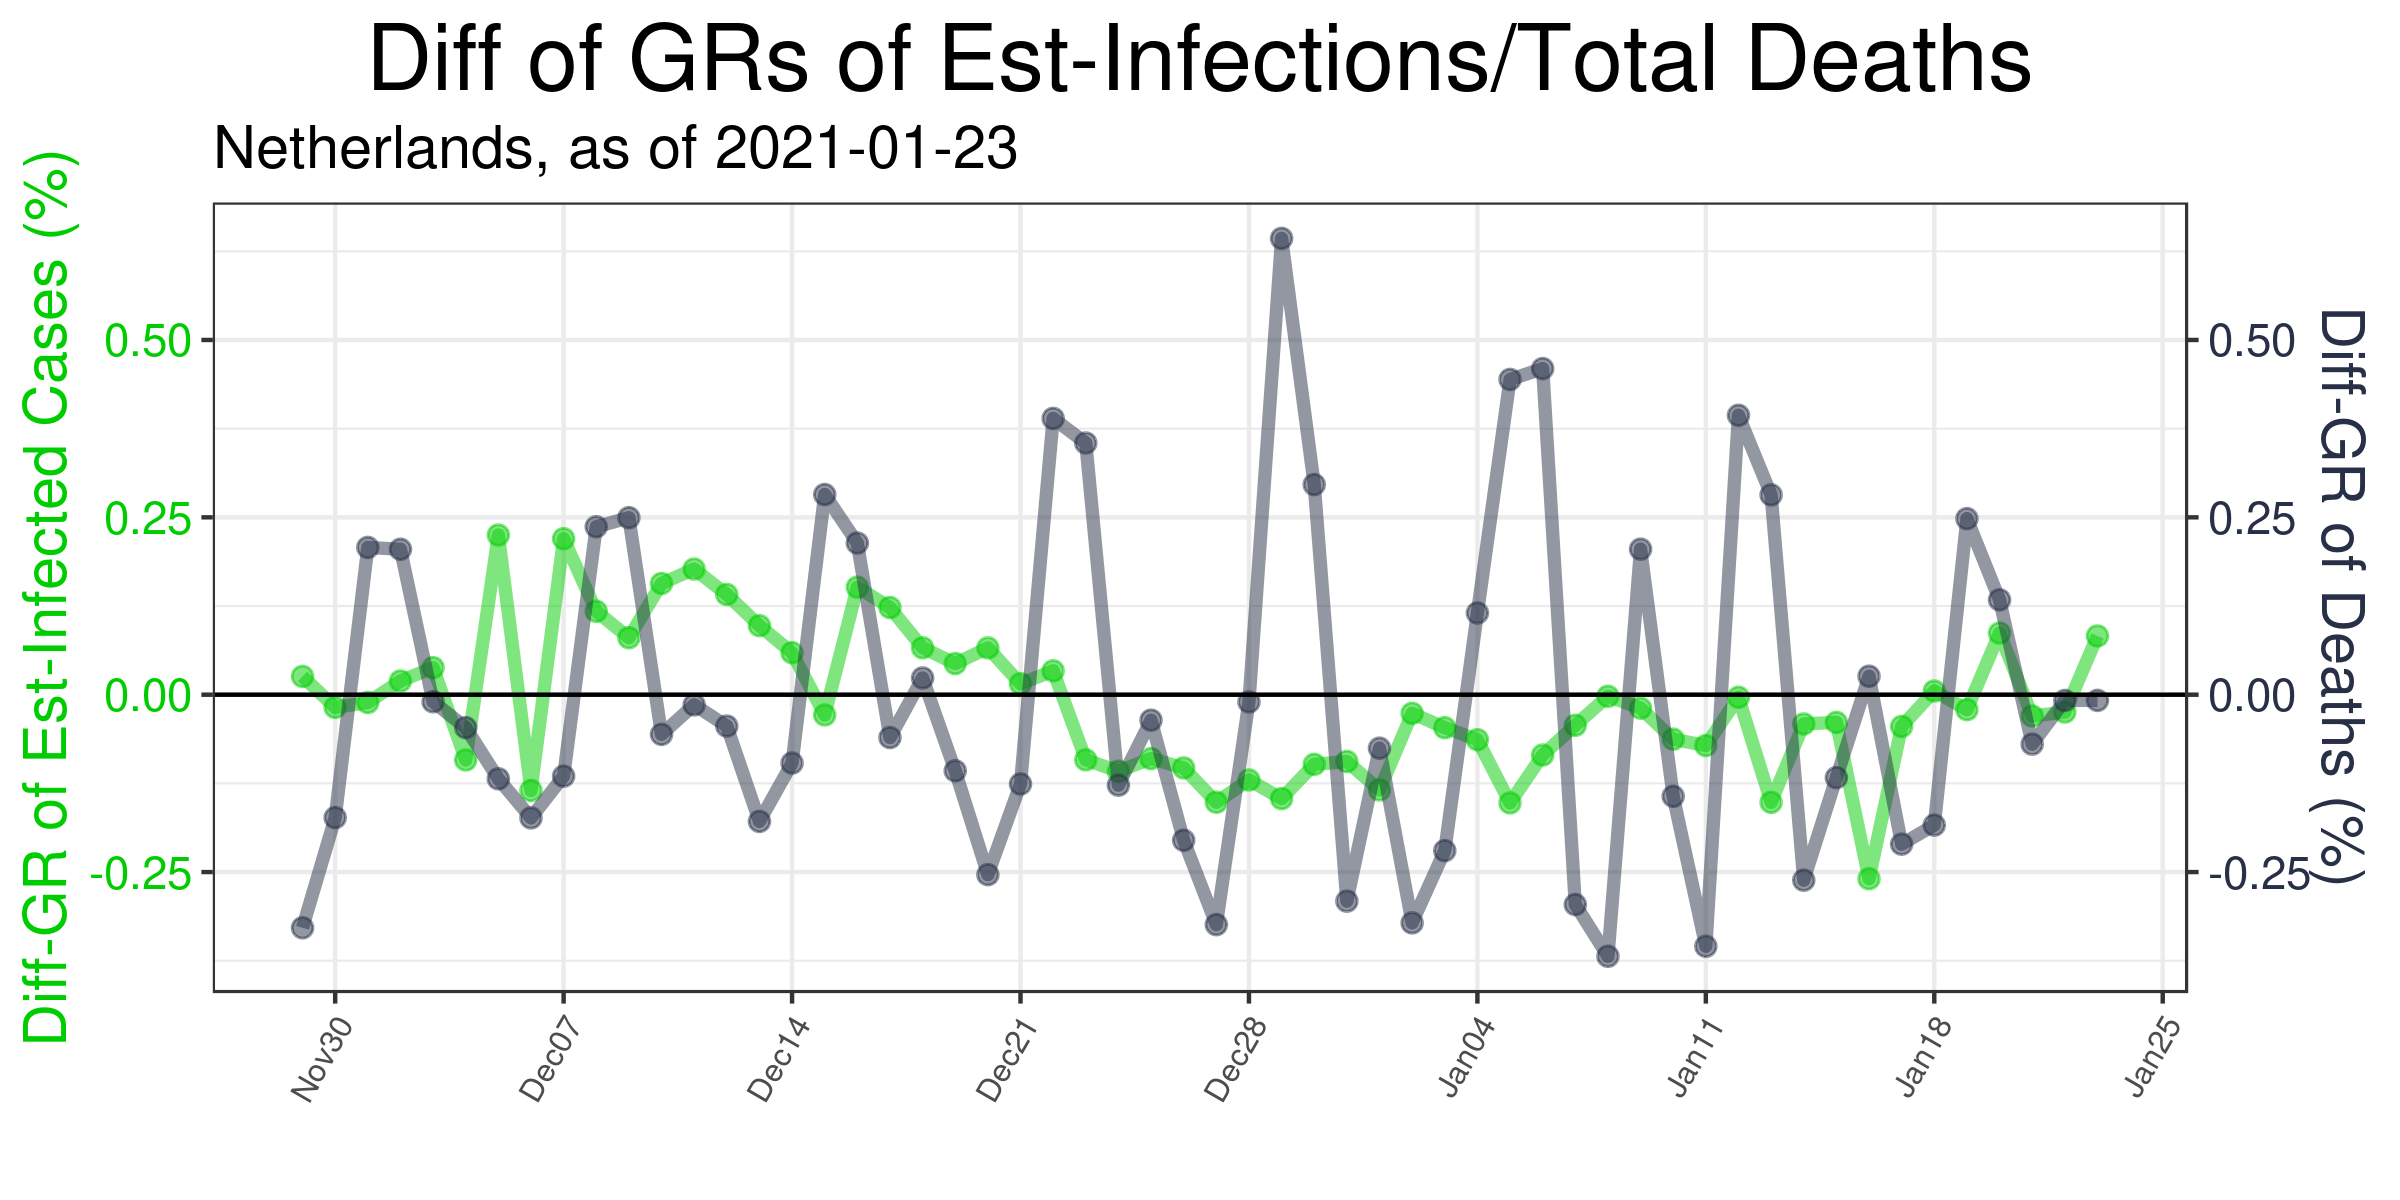 Diff of GRs of Est-Infections/Total Deaths
Netherlands, as of 2021-01-23
Diff-GR of Est-Infected Cases (%)
0.50
0.25
0.00
-0.25
0.50
0.25
0.00
-0.25
Diff-GR of Deaths (%)
Nov30
Dec07
Dec14
Dec21
Dec28
Jan04
Jan11
Jan18
Jan25